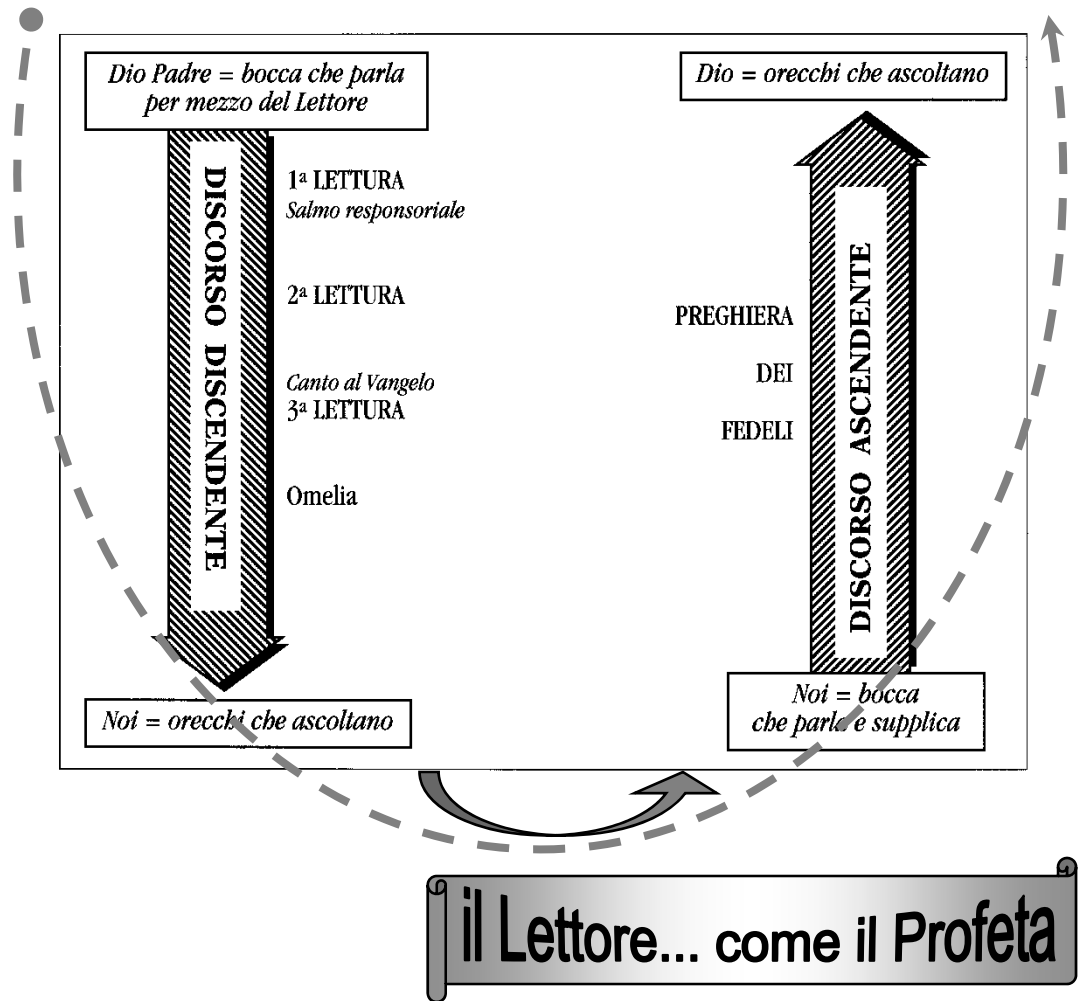 Dio Padre = bocca che parla
per mezzo del Lettore
DISCORSO DISCENDENTE
1ª LETTURA
Salmo responsoriale
2ª LETTURA
Canto al Vangelo
3ª LETTURA
Omelia
Noi = orecchi che ascoltano
Dio = orecchi che ascoltano
PREGHIERA
DEI
FEDELI
DISCORSO ASCENDENTE
Noi = bocca
che parla e supplica
il Lettore... come il Profeta